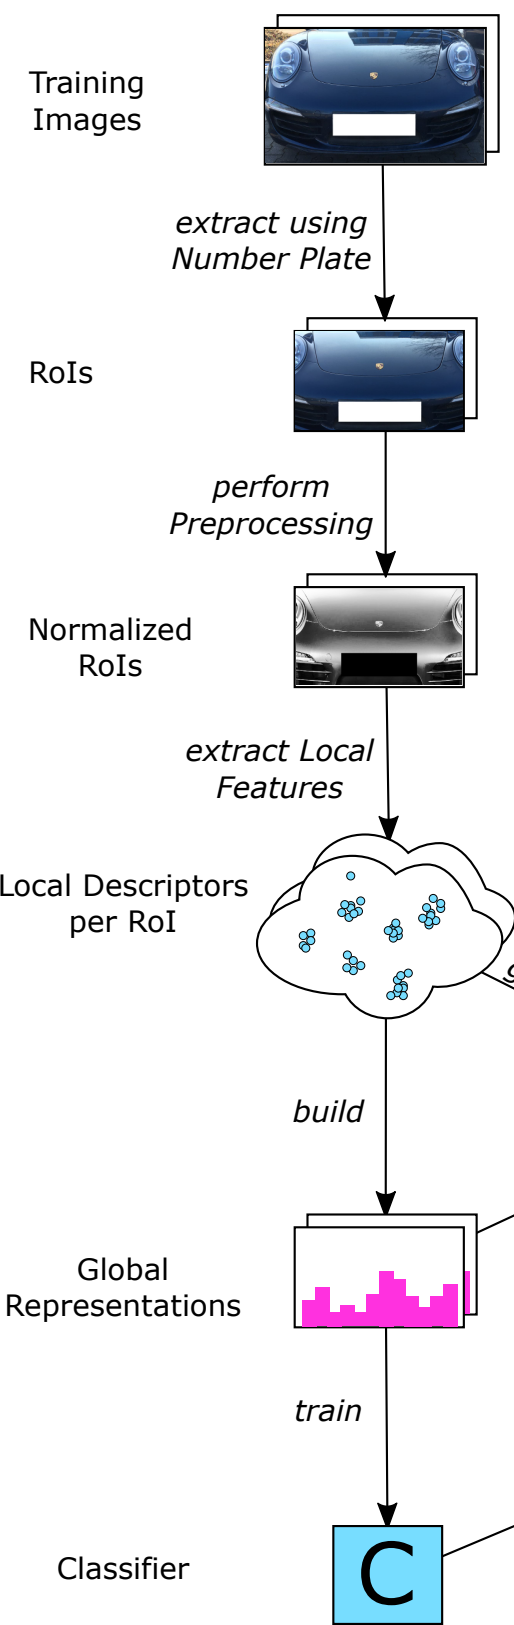 Training
Images
extract using
Number Plate
RoIs
perform
Preprocessing
Normalized
RoIs
extract Local
Features
Local Descriptors
per RoI
build
Global
Representations
train
Classifier
C